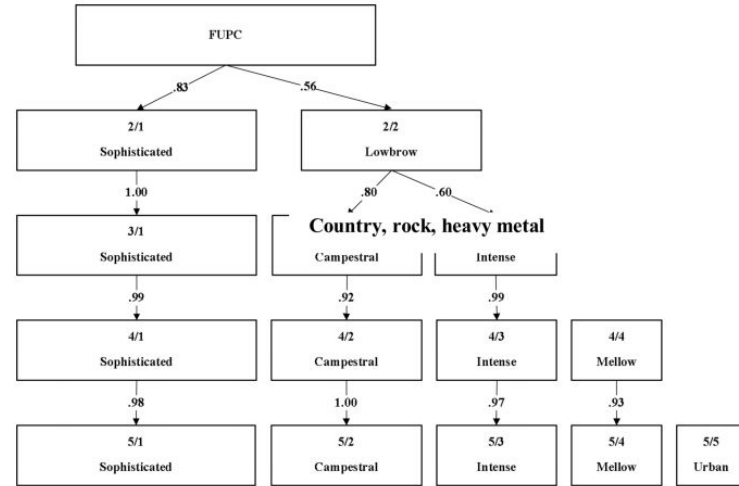 FUPC
.83 .56
2/1 2/2
Sophisticated Lowbrow
1.00 .80 .60
Country, rock, heavy metal
3/1
Sophisticated Campestral Intense
.99 .92 .99
4/1 4/2 4/3 4/4
Sophisticated Campestral Intense Mellow
.98 1.00 .97 .93
5/1 5/2 5/3 5/4 5/5
Sophisticated Campestral Intense Mellow Urban